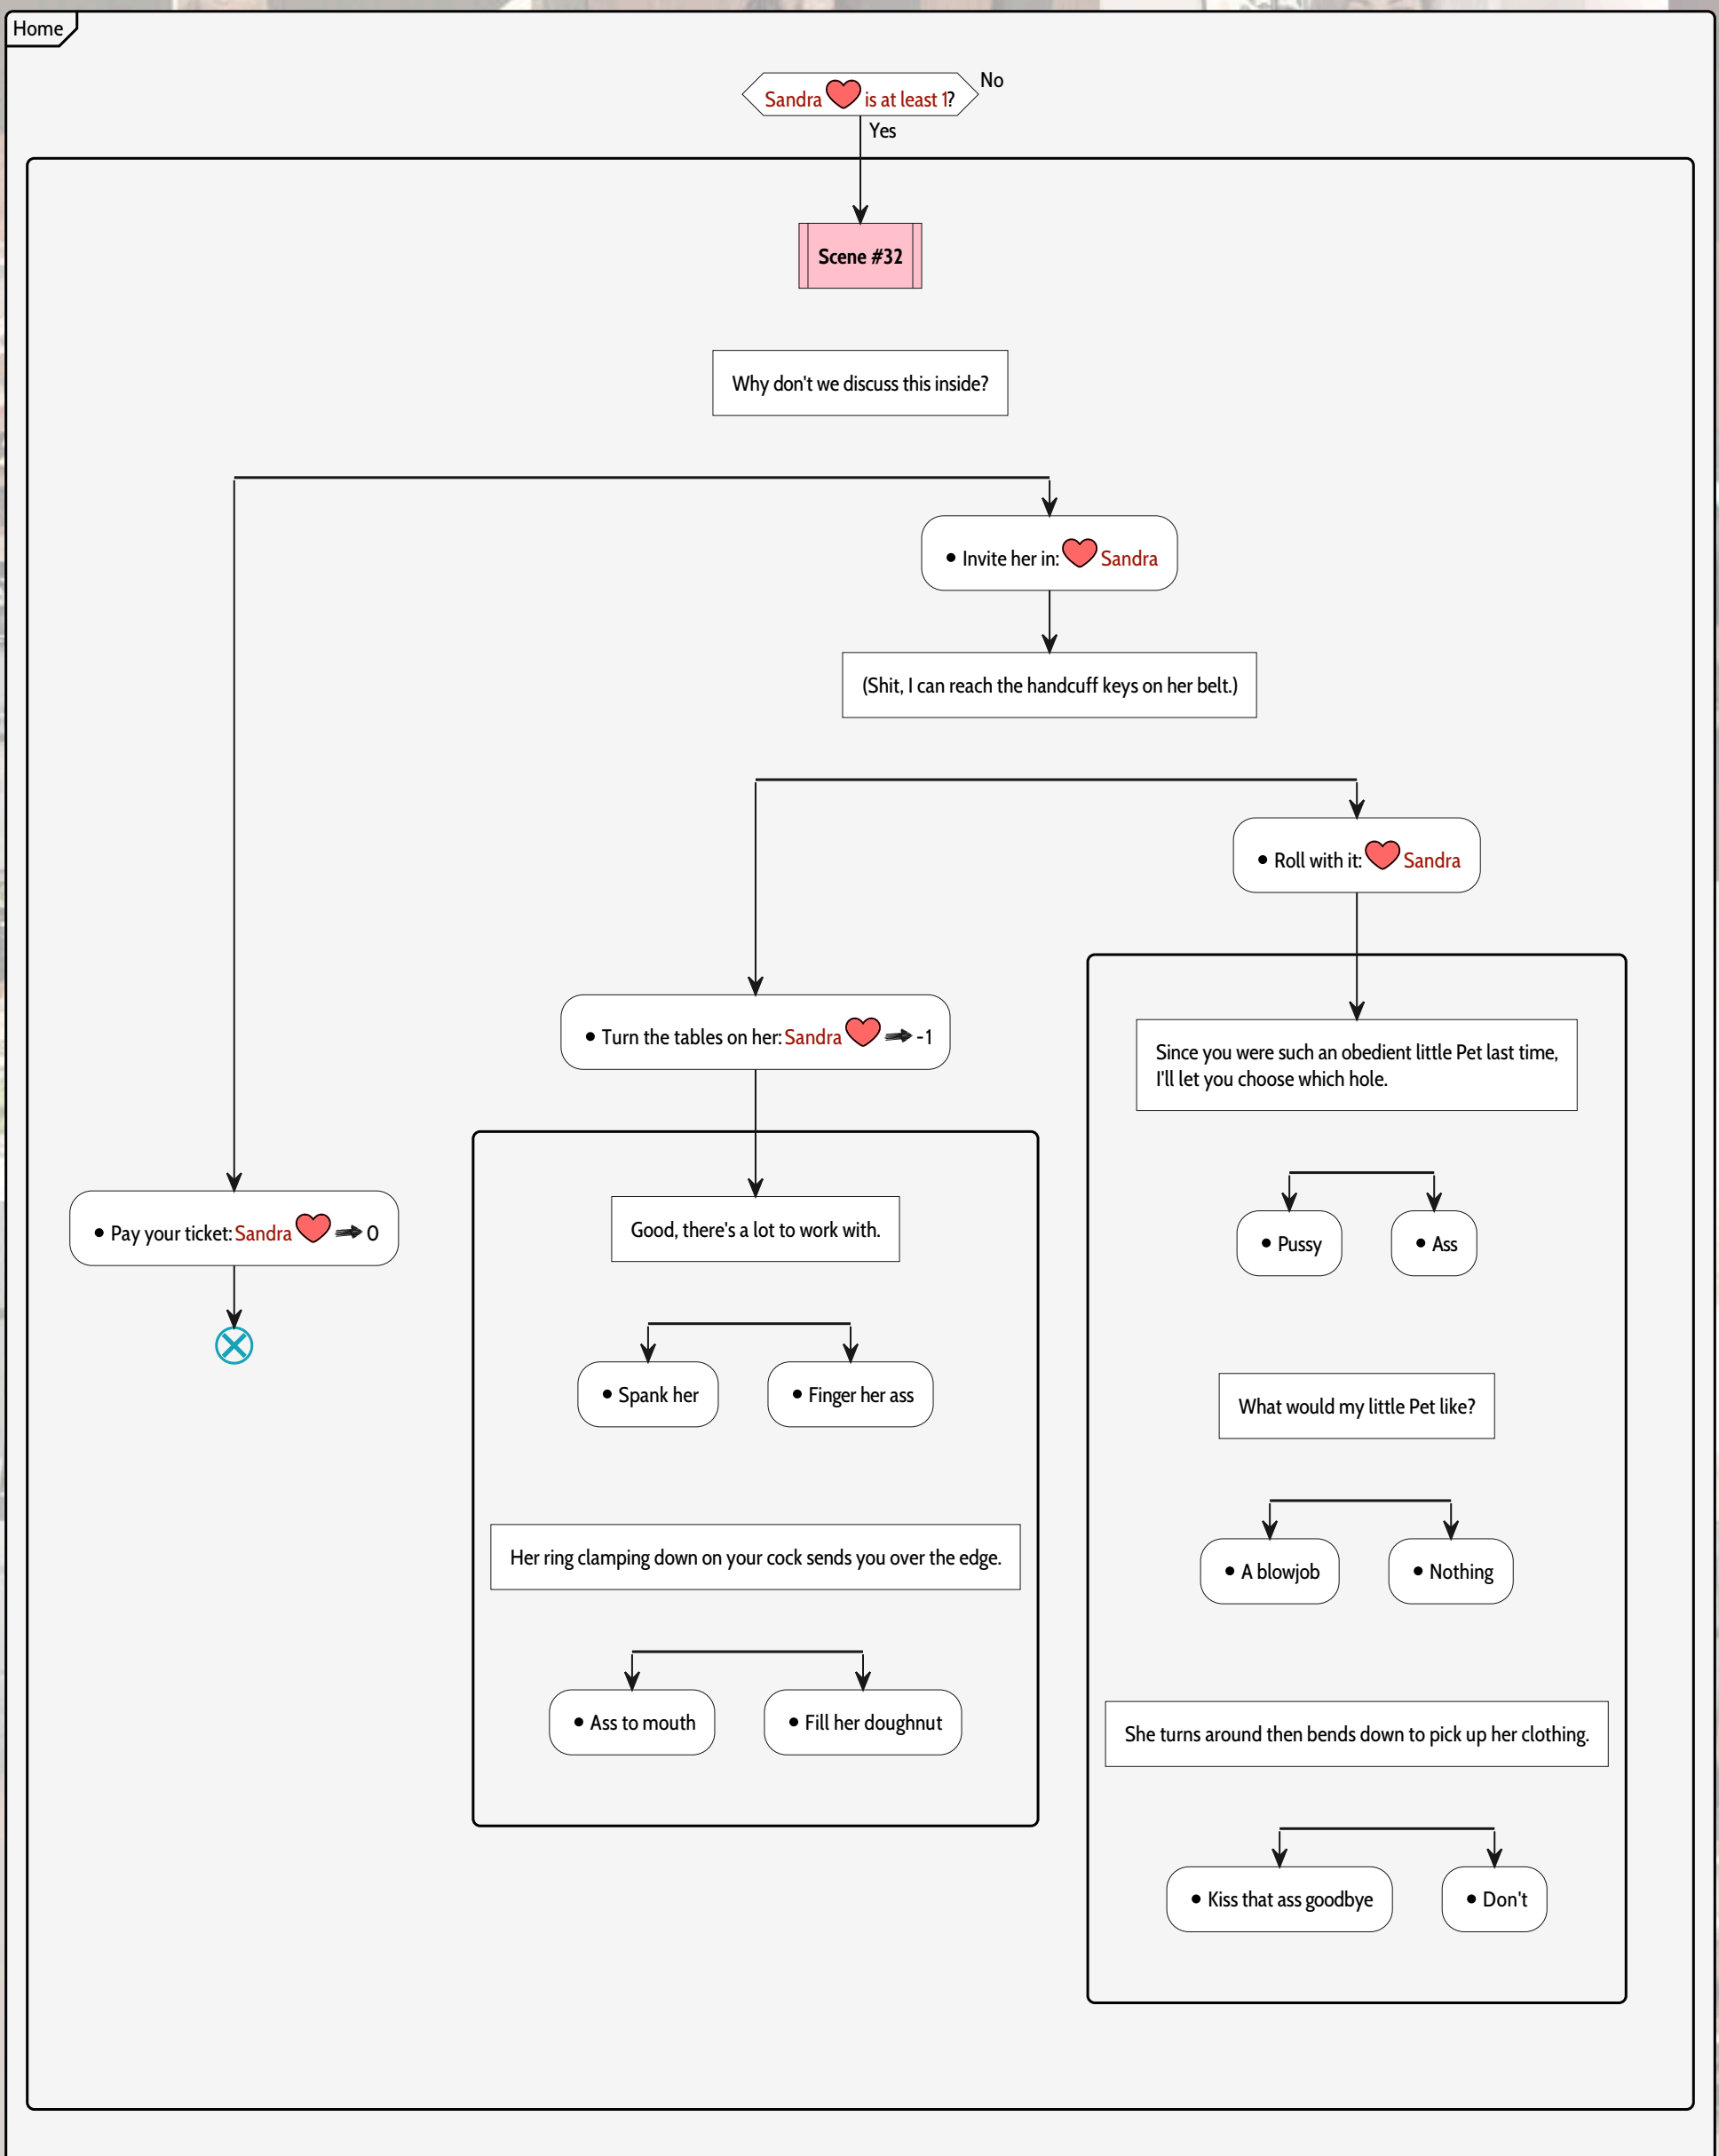 Home
Sandra is at least 1?
No
Yes
Scene #32
Why don't we discuss this inside?
• Invite her in: Sandra
(Shit, I can reach the handcuff keys on her belt.)
• Roll with it: Sandra
• Turn the tables on her: Sandra -1
Since you were such an obedient little Pet last time,
I'll let you choose which hole.
• Pay your ticket: Sandra 0
Good, there's a lot to work with.
• Pussy
• Ass
• Spank her
• Finger her ass
What would my little Pet like?
Her ring clamping down on your cock sends you over the edge.
• A blowjob
• Nothing
• Ass to mouth
• Fill her doughnut
She turns around then bends down to pick up her clothing.
• Kiss that ass goodbye
• Don't